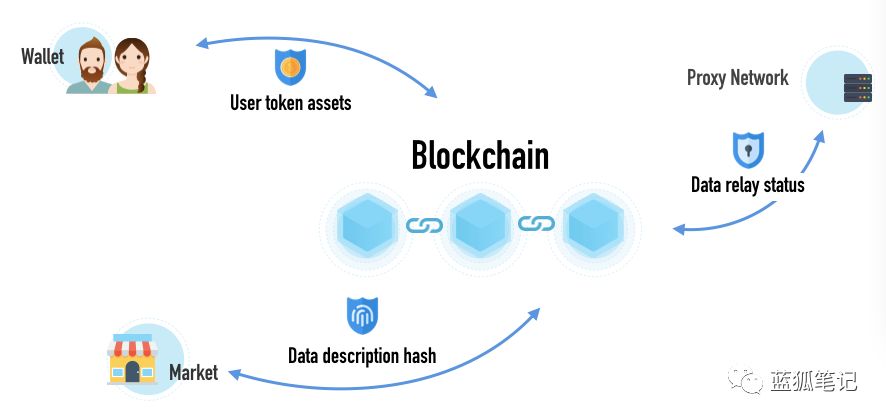 Wallet
User token assets
Proxy Network
Blockchain
Data relay status
Data description hash
Market
蓝狐笔记